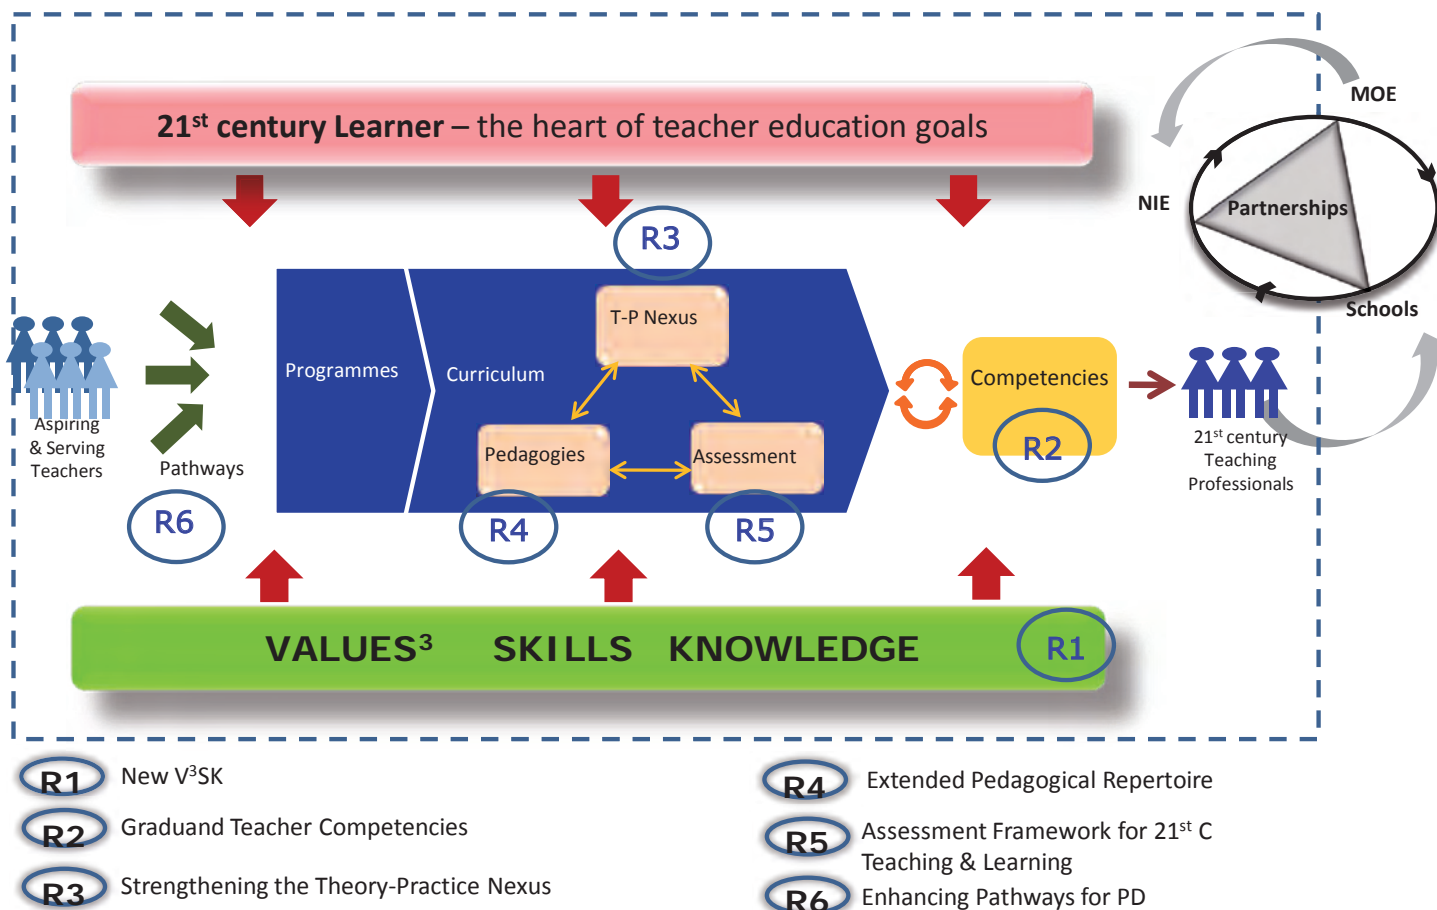 21st century Learner – the heart of teacher education goals
MOE
NIE
Partnerships
Schools
R3
T-P Nexus
Programmes
Curriculum
Pedagogies
Assessment
R4
R5
Competencies
R2
Aspiring
& Serving
Teachers
Pathways
R6
21st century
Teaching
Professionals
VALUES³ SKILLS KNOWLEDGE
R1
R1 New V³SK
R2 Graduand Teacher Competencies
R3 Strengthening the Theory-Practice Nexus
R4 Extended Pedagogical Repertoire
R5 Assessment Framework for 21st C
Teaching & Learning
R6 Enhancing Pathways for PD